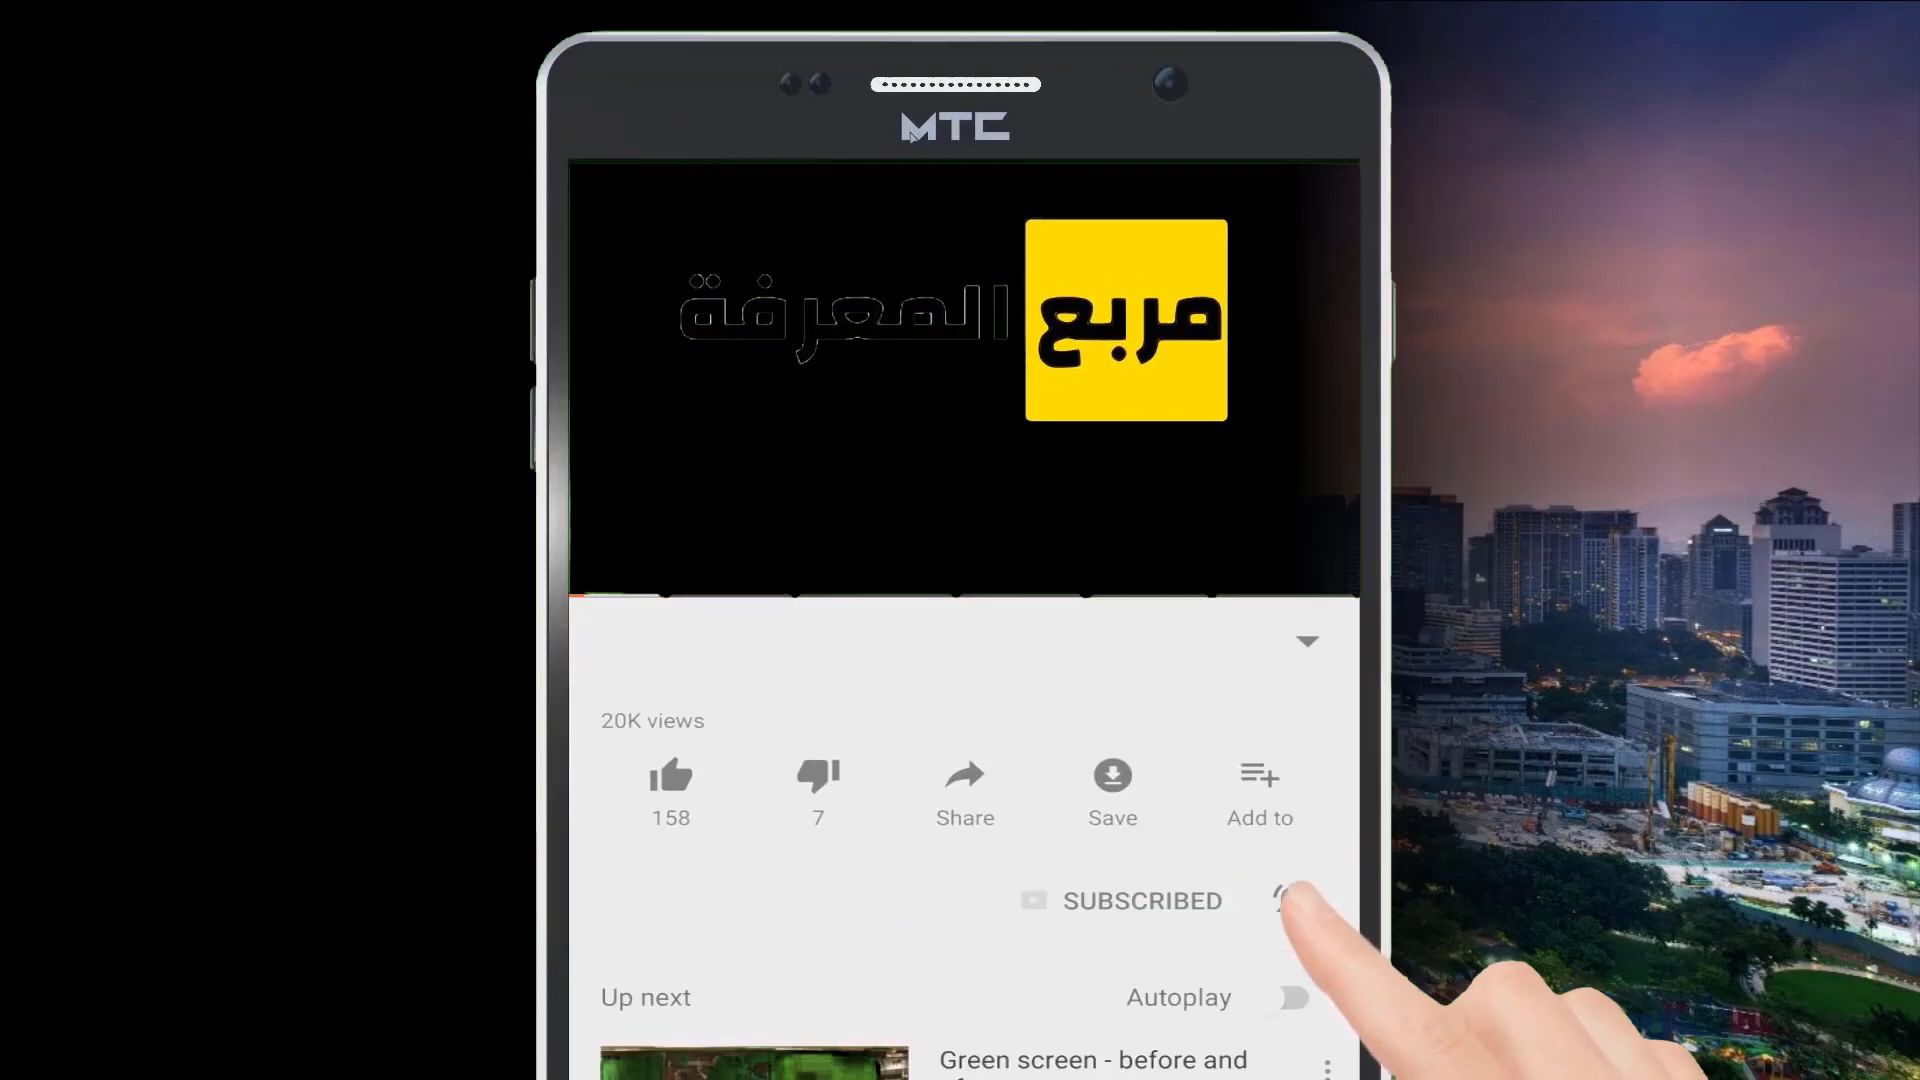 MTC
مربع المعرفة
20K views
158
7
Share
Save
Add to
SUBSCRIBED
Up next
Autoplay
Green screen - before and